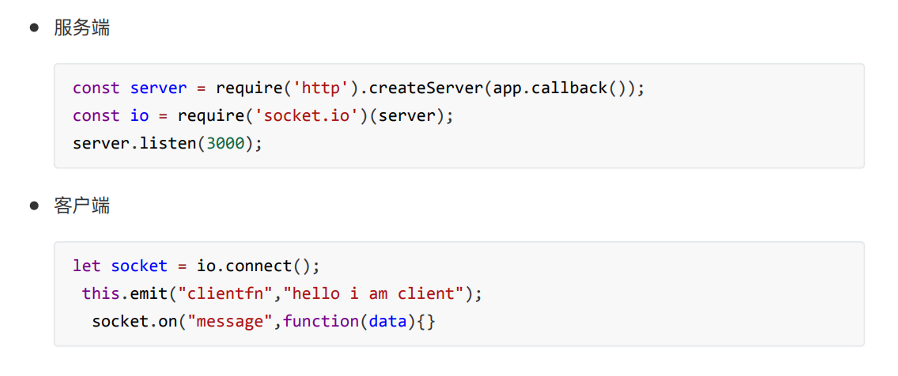 服务端
const server = require('http').createServer(app.callback());
const io = require('socket.io')(server);
server.listen(3000);
客户端
let socket = io.connect();
this.emit("clientfn","hello i am client");
socket.on("message",function(data){}